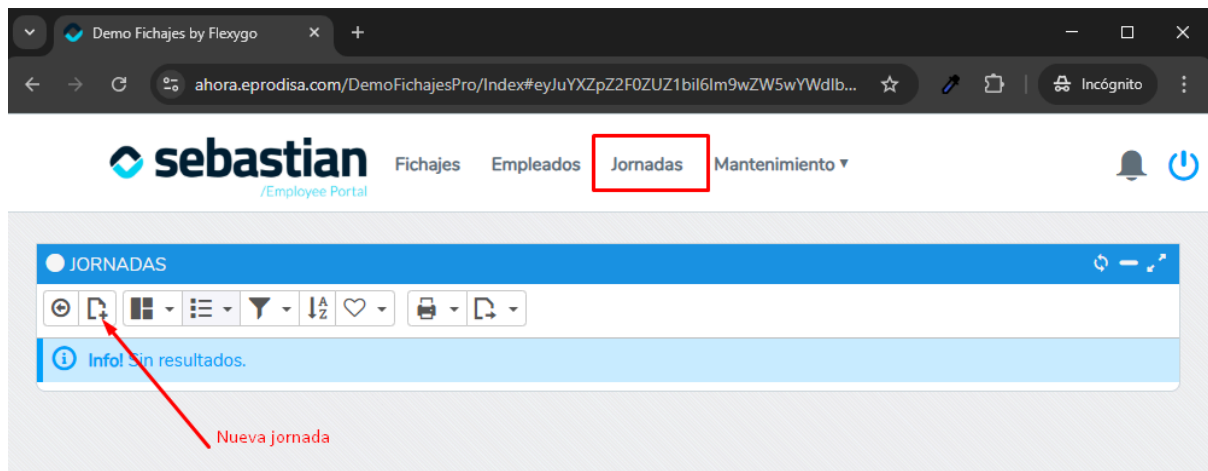 Demo Fichajes by Flexygo
ahora.eprodisa.com/DemoFichajesPro/Index#eyJuYXZpZ2F0ZUZ1biI6Im9wZW5wYWdlb...
Incógnito
sebastian
/Employee Portal
Fichajes Empleados Jornadas Mantenimiento ▾
JORNADAS
A
Z
Info! Sin resultados.
Nueva jornada